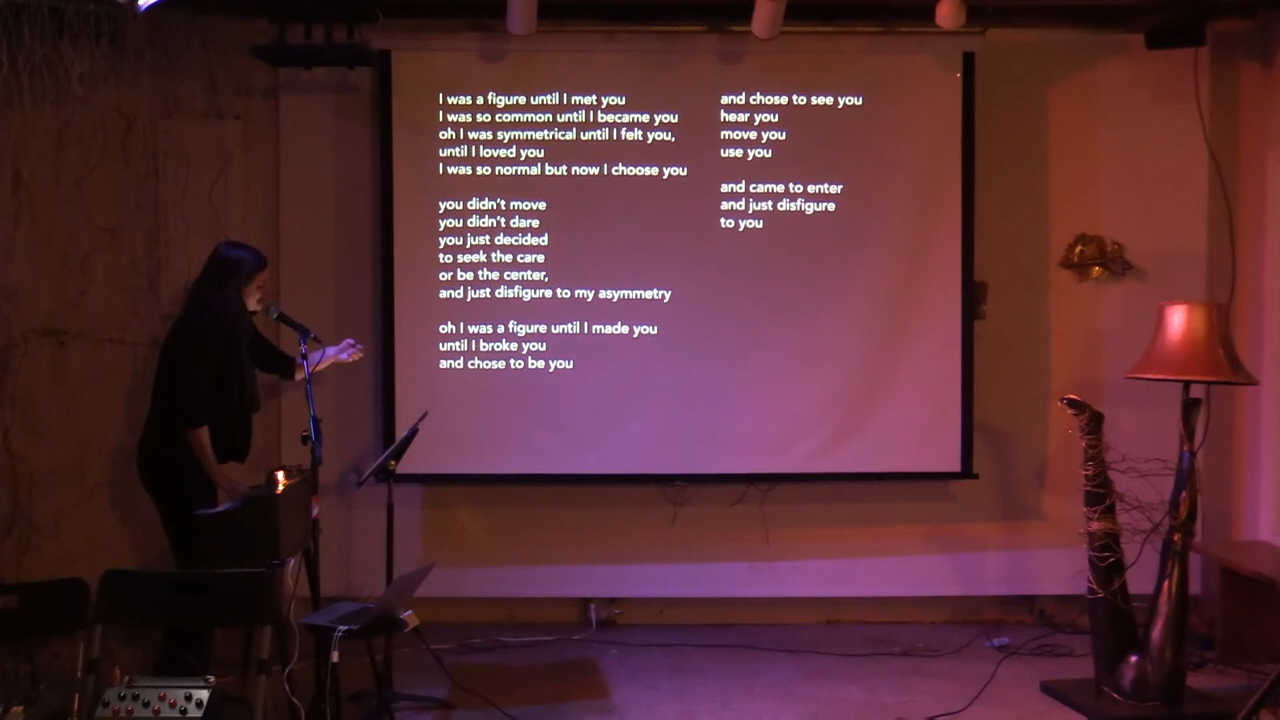 I was a figure until I met you
I was so common until I became you
oh I was symmetrical until I felt you,
until I loved you
I was so normal but now I choose you
you didn't move
you didn't dare
you just decided
to seek the care
or be the center,
and just disfigure to my asymmetry
oh I was a figure until I made you
until I broke you
and chose to be you
and chose to see you
hear you
move you
use you
and came to enter
and just disfigure
to you